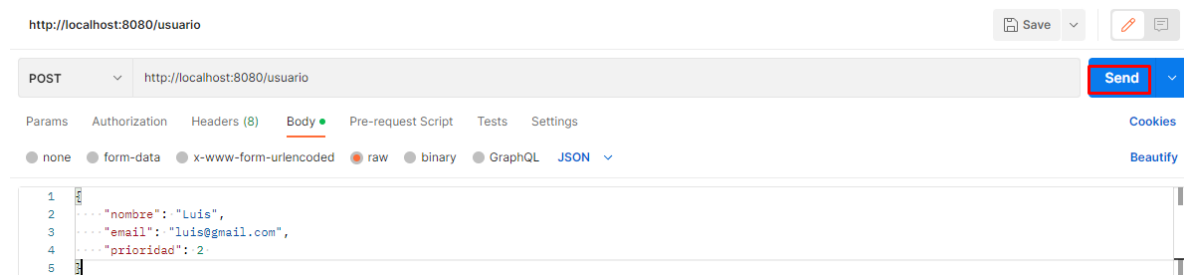 http://localhost:8080/usuario Save
POST http://localhost:8080/usuario Send
Params Authorization Headers (8) Body Pre-request Script Tests Settings Cookies
none form-data x-www-form-urlencoded raw binary GraphQL JSON Beautify
1 {
2 "nombre": "Luis",
3 "email": "luis@gmail.com",
4 "prioridad": 2
5 }